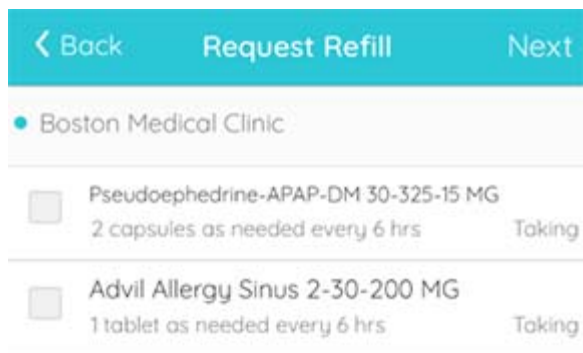 Back Request Refill Next
Boston Medical Clinic
Pseudoephedrine-APAP-DM 30-325-15 MG
2 capsules as needed every 6 hrs Taking
Advil Allergy Sinus 2-30-200 MG
1 tablet as needed every 6 hrs Taking